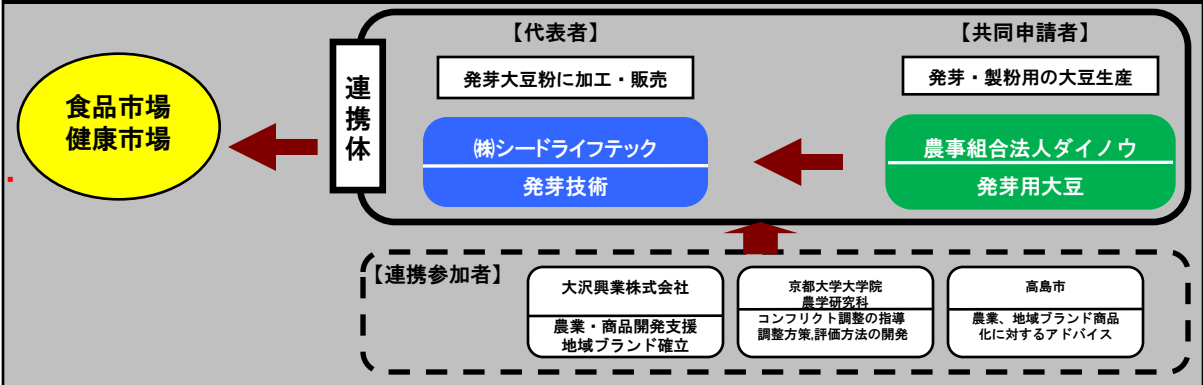 【代表者】
【共同申請者】
連携体
発芽大豆粉に加工・販売
発芽・製粉用の大豆生産
食品市場
健康市場
㈱シードライフテック
発芽技術
農事組合法人ダイノウ
発芽用大豆
【連携参加者】
大沢興業株式会社
農業・商品開発支援
地域ブランド確立
京都大学大学院
農学研究科
コンフリクト調整の指導
調整方策,評価方法の開発
高島市
農業、地域ブランド商品
化に対するアドバイス